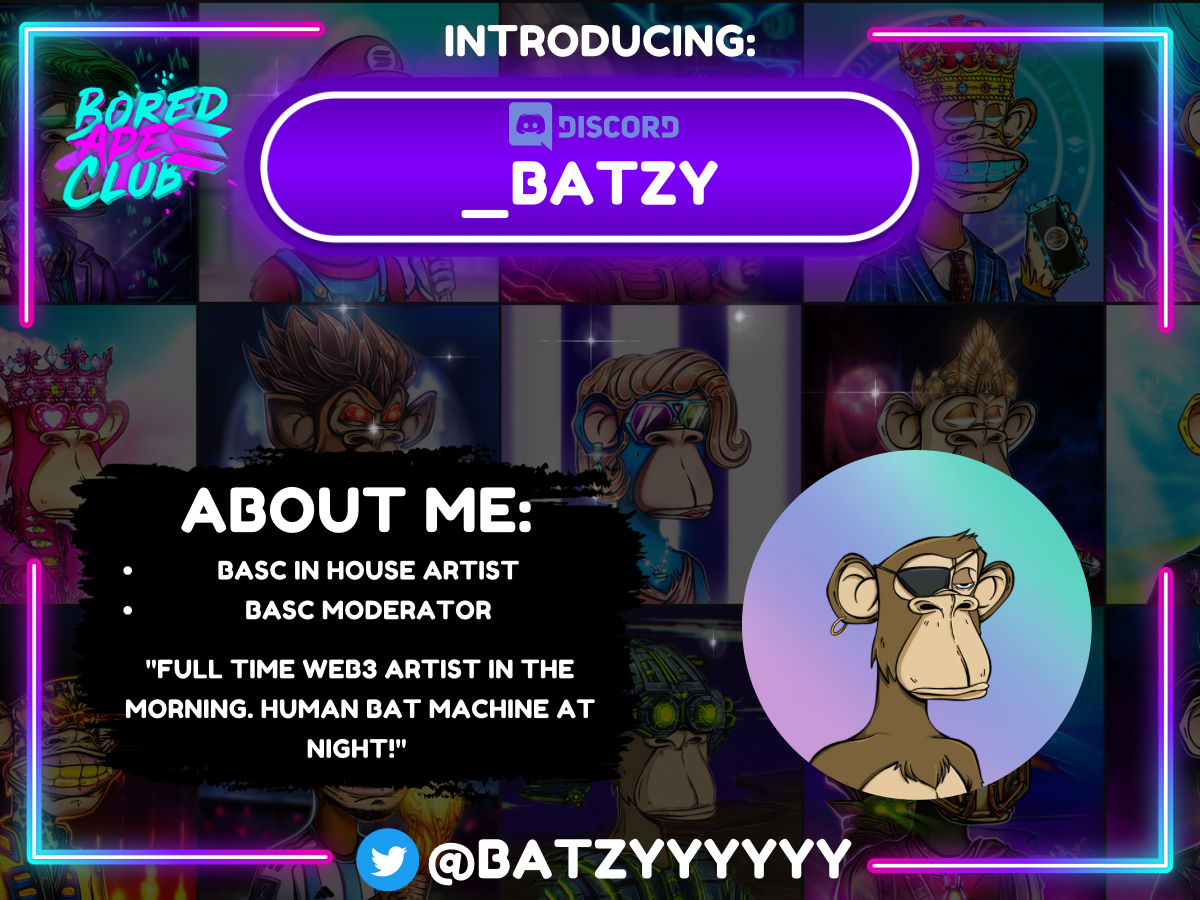 INTRODUCING:
BORED
APE
CLUB
DISCORD
_BATZY
ABOUT ME:
• BASC IN HOUSE ARTIST
• BASC MODERATOR
"FULL TIME WEB3 ARTIST IN THE
MORNING. HUMAN BAT MACHINE AT
NIGHT!"
@BATZYYYYYY